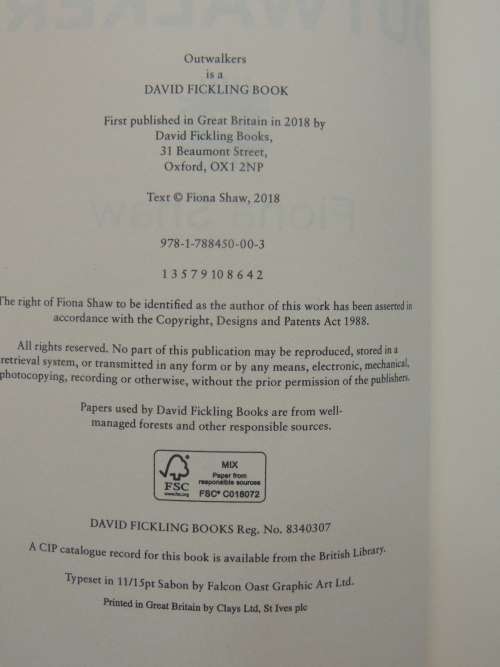 Outwalkers
is a
DAVID FICKLING BOOK
First published in Great Britain in 2018 by
David Fickling Books,
31 Beaumont Street,
Oxford, OX1 2NP
Text © Fiona Shaw, 2018
978-1-788450-00-3
1 3 5 7 9 10 8 6 4 2
The right of Fiona Shaw to be identified as the author of this work has been asserted in
accordance with the Copyright, Designs and Patents Act 1988.
All rights reserved. No part of this publication may be reproduced, stored in a
retrieval system, or transmitted in any form or by any means, electronic, mechanical,
photocopying, recording or otherwise, without the prior permission of the publishers.
Papers used by David Fickling Books are from well-
managed forests and other responsible sources.
FSC
www.fsc.org
MIX
Paper from
responsible sources
FSC® C018072
DAVID FICKLING BOOKS Reg. No. 8340307
A CIP catalogue record for this book is available from the British Library.
Typeset in 11/15pt Sabon by Falcon Oast Graphic Art Ltd.
Printed in Great Britain by Clays Ltd, St Ives plc